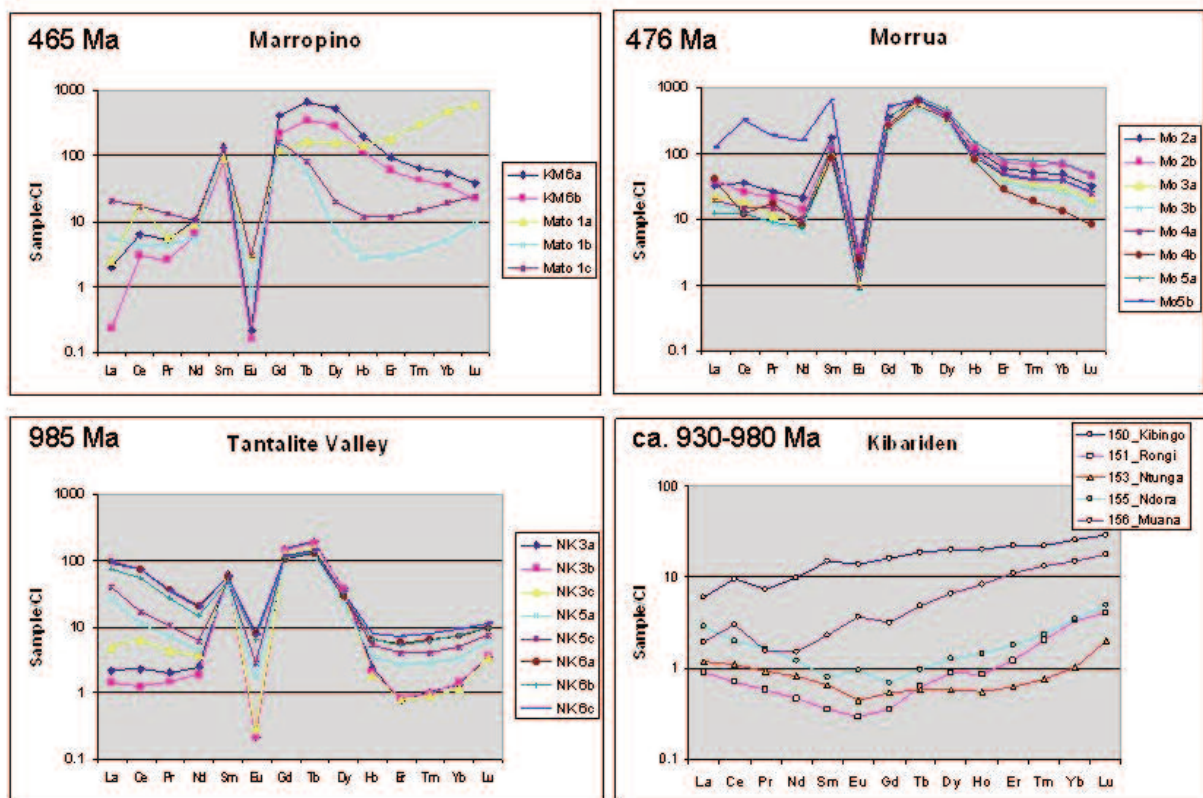 465 Ma Marropino
1000
100
10
1
0.1
Sample/CI
La Ce Pr Nd Sm Eu Gd Tb Dy Ho Er Tm Yb Lu
KM6a
KM6b
Mato 1a
Mato 1b
Mato 1c
476 Ma Morrua
1000
100
10
1
0.1
Sample/CI
La Ce Pr Nd Sm Eu Gd Tb Dy Ho Er Tm Yb Lu
Mo 2a
Mo 2b
Mo 3a
Mo 3b
Mo 4a
Mo 4b
Mo 5a
Mo5b
985 Ma Tantalite Valley
1000
100
10
1
0.1
Sample/CI
La Ce Pr Nd Sm Eu Gd Tb Dy Ho Er Tm Yb Lu
NK3a
NK3b
NK3c
NK5a
NK5c
NK6a
NK6b
NK6c
ca. 930-980 Ma Kibariden
100
10
1
0.1
Sample/CI
La Ce Pr Nd Sm Eu Gd Tb Dy Ho Er Tm Yb Lu
150_Kibingo
151_Rongi
153_Ntunga
155_Ndora
156_Muana